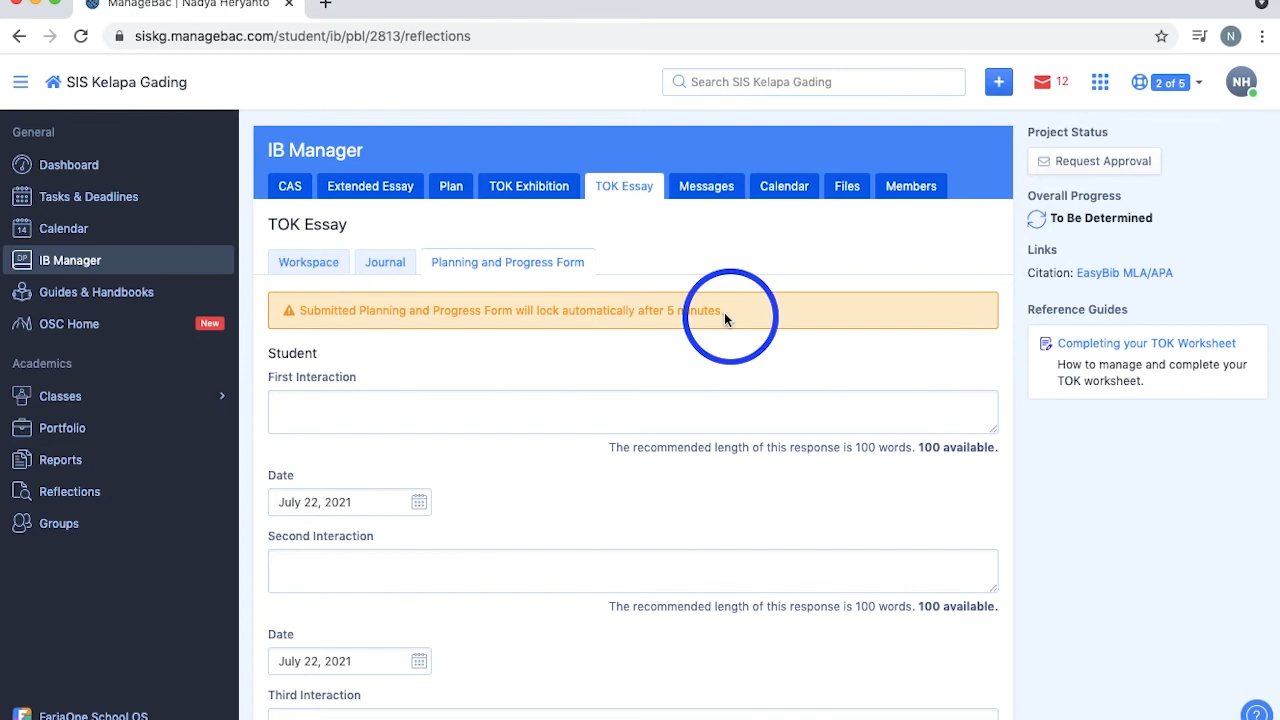 ManageBac | Nadya Heryanto
siskg.managebac.com/student/ib/pbl/2813/reflections
N
SIS Kelapa Gading
Search SIS Kelapa Gading
+
12
2 of 5
NH
General
Dashboard
Tasks & Deadlines
14
Calendar
DP
IB Manager
Guides & Handbooks
OSC Home
New
Academics
Classes
Portfolio
Reports
Reflections
Groups
FariaOne School OS
IB Manager
CAS
Extended Essay
Plan
TOK Exhibition
TOK Essay
Messages
Calendar
Files
Members
TOK Essay
Workspace
Journal
Planning and Progress Form
Submitted Planning and Progress Form will lock automatically after 5 minutes.
Student
First Interaction
The recommended length of this response is 100 words. 100 available.
Date
July 22, 2021
Second Interaction
The recommended length of this response is 100 words. 100 available.
Date
July 22, 2021
Third Interaction
Project Status
Request Approval
Overall Progress
To Be Determined
Links
Citation: EasyBib MLA/APA
Reference Guides
Completing your TOK Worksheet
How to manage and complete your
TOK worksheet.